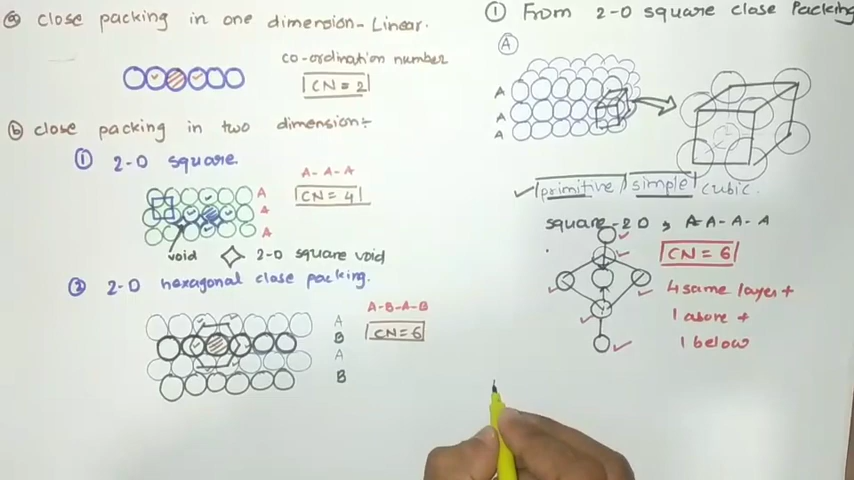 ⓐ close packing in one dimension - Linear.
co-ordination number
CN = 2
ⓑ close packing in two dimension:-
① 2-D square
A- A- A
CN = 4
A
A
A
void
2-D square void
② 2-D hexagonal close packing.
A-B-A-B
CN = 6
A
B
A
B
① From 2-D square close Packing
Ⓐ
A
A
A
primitive / simple cubic.
square-2D, A-A-A-A
CN = 6
4 same layer +
1 above +
1 below